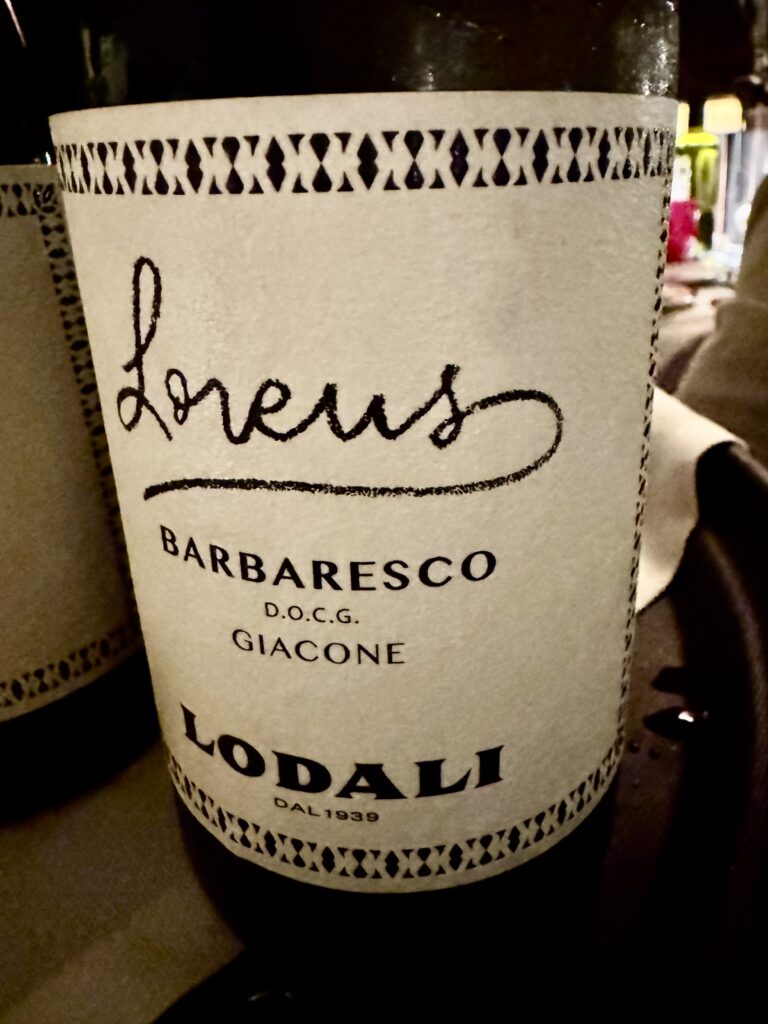 Loreus
BARBARESCO
D.O.C.G.
GIACONE
LODALI
DAL 1939